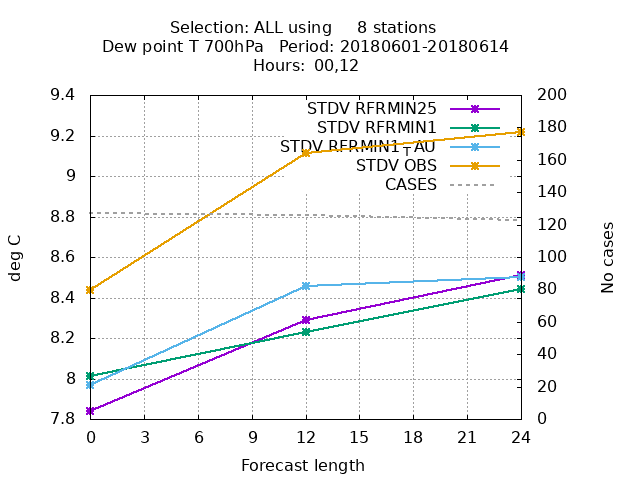 Selection: ALL using     8 stations
Dew point T 700hPa   Period: 20180601-20180614
Hours:  00,12
9.4
9.2
9
8.8
8.6
8.4
8.2
8
7.8
deg C
STDV RFRMIN25
STDV RFRMIN1
STDV RFRMIN1┬AU
STDV OBS
CASES
200
180
160
140
120
100
80
60
40
20
0
No cases
0 3 6 9 12 15 18 21 24
Forecast length